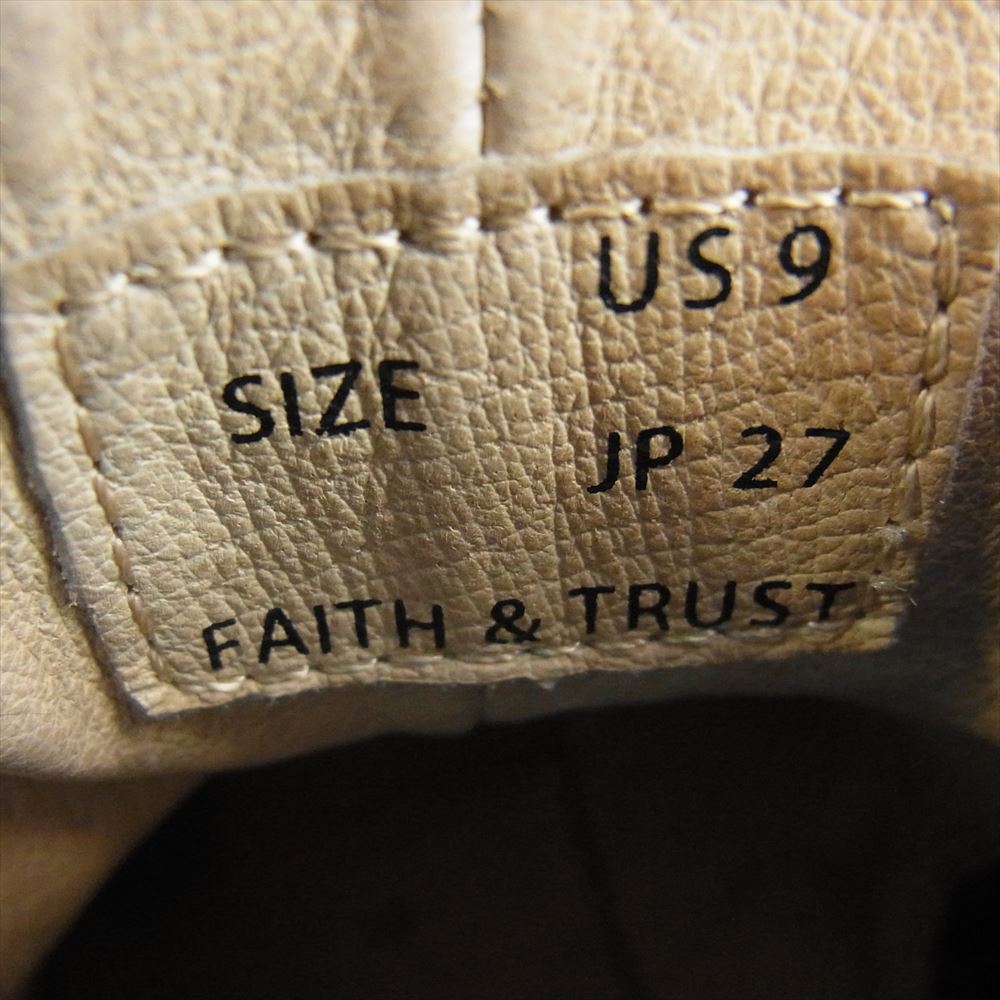 US 9
SIZE
JP 27
FAITH & TRUST